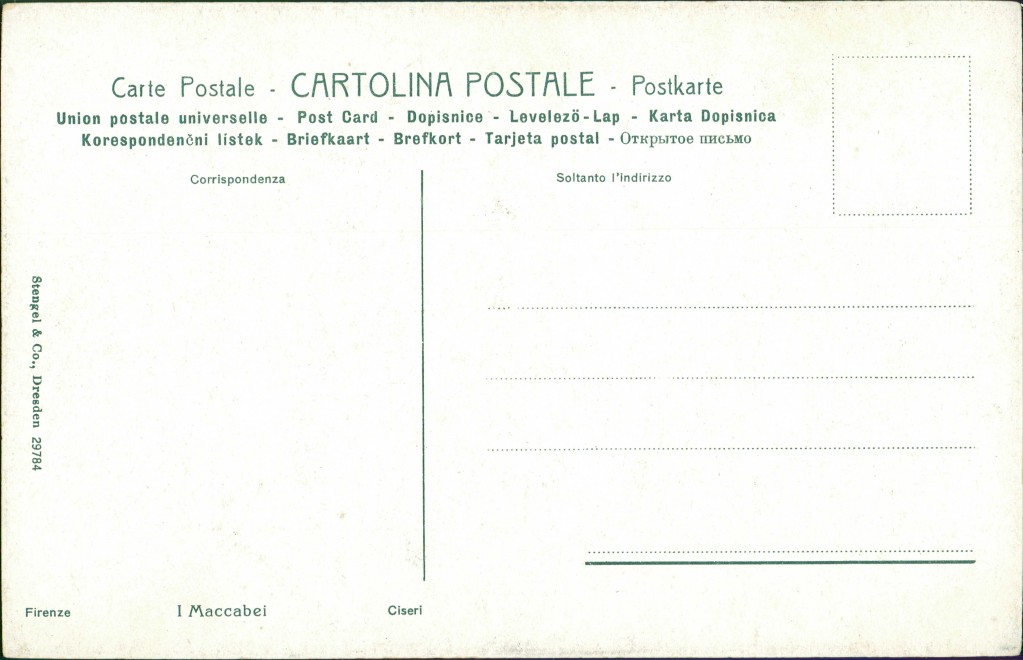 Carte Postale - CARTOLINA POSTALE - Postkarte
Union postale universelle - Post Card - Dopisnice - Levelezö-Lap - Karta Dopisnica
Korespondenčni lístek - Briefkaart - Brefkort - Tarjeta postal - Открытое письмо
Corrispondenza
Soltanto l'indirizzo
Stengel & Co., Dresden 29784
Firenze
I Maccabei
Ciseri